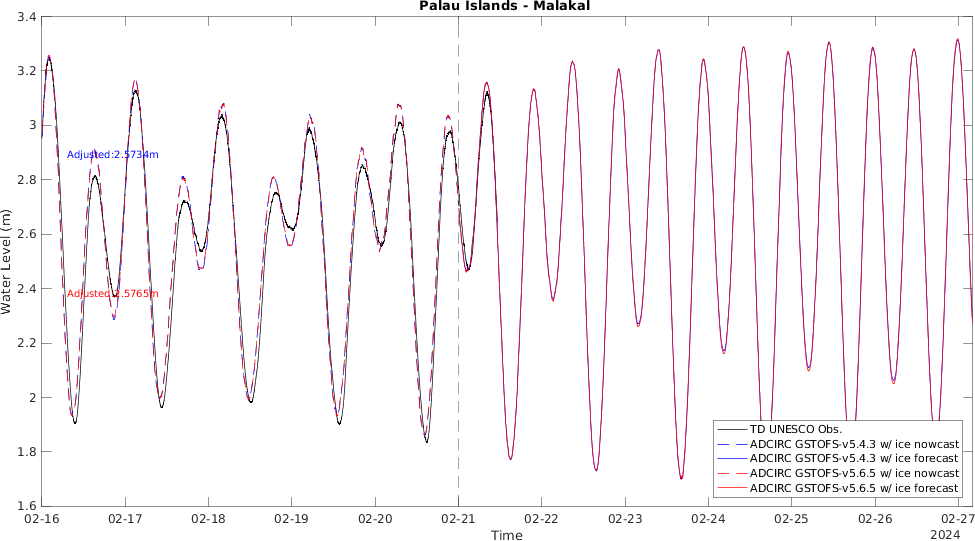 Palau Islands - Malakal
3.4
3.2
3
2.8
2.6
2.4
2.2
2
1.8
1.6
Water Level (m)
Adjusted:2.5734m
Adjusted:2.5765m
TD UNESCO Obs.
ADCIRC GSTOFS-v5.4.3 w/ ice nowcast
ADCIRC GSTOFS-v5.4.3 w/ ice forecast
ADCIRC GSTOFS-v5.6.5 w/ ice nowcast
ADCIRC GSTOFS-v5.6.5 w/ ice forecast
02-16 02-17 02-18 02-19 02-20 02-21 02-22 02-23 02-24 02-25 02-26 02-27
Time
2024